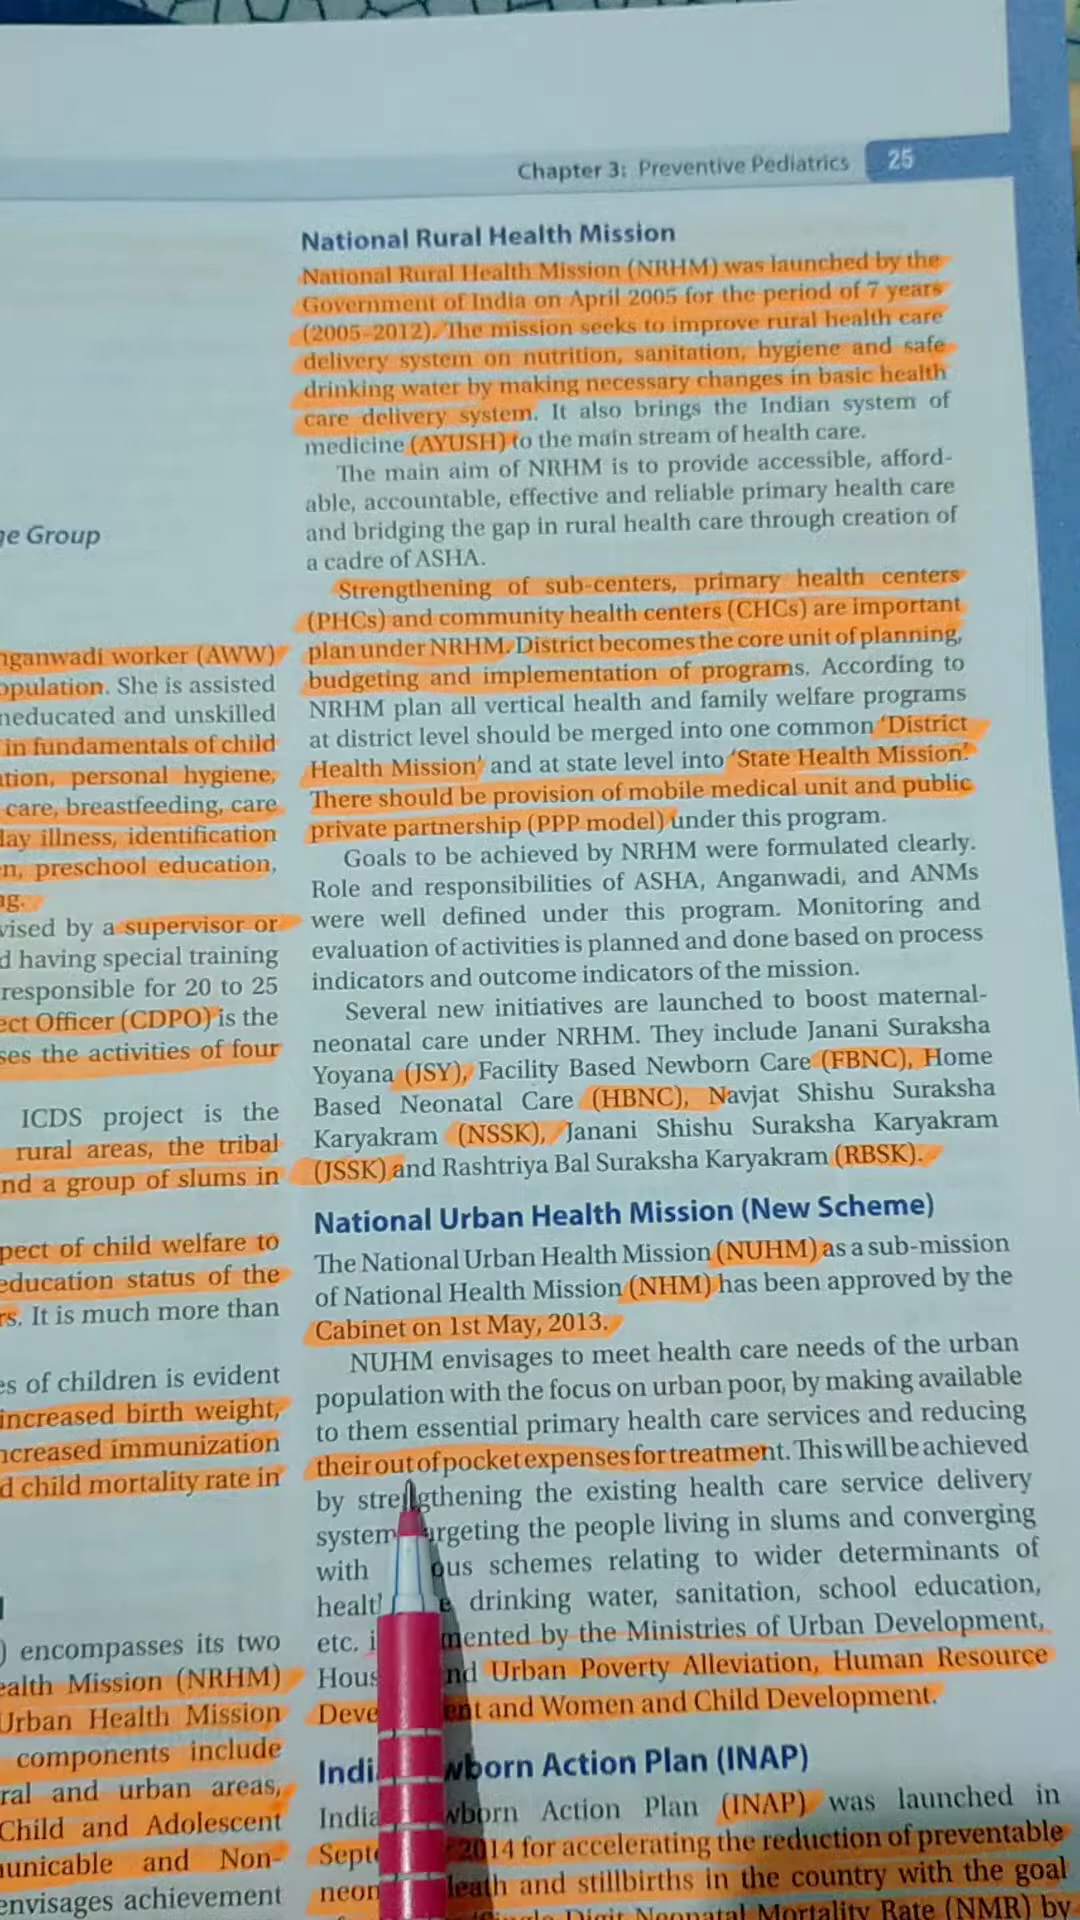 Chapter 3: Preventive Pediatrics 25
ge Group
nganwadi worker (AWW)
opulation. She is assisted
neducated and unskilled
in fundamentals of child
ation, personal hygiene,
care, breastfeeding, care
lay illness, identification
en, preschool education,
ng.
vised by a supervisor or
d having special training
responsible for 20 to 25
ect Officer (CDPO) is the
ses the activities of four
ICDS project is the
rural areas, the tribal
nd a group of slums in
pect of child welfare to
education status of the
rs. It is much more than
es of children is evident
increased birth weight,
ncreased immunization
d child mortality rate in
) encompasses its two
ealth Mission (NRHM)
Urban Health Mission
components include
ral and urban areas,
Child and Adolescent
municable and Non-
envisages achievement
National Rural Health Mission
National Rural Health Mission (NRHM) was launched by the
Government of India on April 2005 for the period of 7 years
(2005–2012). The mission seeks to improve rural health care
delivery system on nutrition, sanitation, hygiene and safe
drinking water by making necessary changes in basic health
care delivery system. It also brings the Indian system of
medicine (AYUSH) to the main stream of health care.
The main aim of NRHM is to provide accessible, afford-
able, accountable, effective and reliable primary health care
and bridging the gap in rural health care through creation of
a cadre of ASHA.
Strengthening of sub-centers, primary health centers
(PHCs) and community health centers (CHCs) are important
plan under NRHM. District becomes the core unit of planning,
budgeting and implementation of programs. According to
NRHM plan all vertical health and family welfare programs
at district level should be merged into one common 'District
Health Mission' and at state level into 'State Health Mission'.
There should be provision of mobile medical unit and public
private partnership (PPP model) under this program.
Goals to be achieved by NRHM were formulated clearly.
Role and responsibilities of ASHA, Anganwadi, and ANMs
were well defined under this program. Monitoring and
evaluation of activities is planned and done based on process
indicators and outcome indicators of the mission.
Several new initiatives are launched to boost maternal-
neonatal care under NRHM. They include Janani Suraksha
Yoyana (JSY), Facility Based Newborn Care (FBNC), Home
Based Neonatal Care (HBNC), Navjat Shishu Suraksha
Karyakram (NSSK), Janani Shishu Suraksha Karyakram
(JSSK) and Rashtriya Bal Suraksha Karyakram (RBSK).
National Urban Health Mission (New Scheme)
The National Urban Health Mission (NUHM) as a sub-mission
of National Health Mission (NHM) has been approved by the
Cabinet on 1st May, 2013.
NUHM envisages to meet health care needs of the urban
population with the focus on urban poor, by making available
to them essential primary health care services and reducing
their out of pocket expenses for treatment. This will be achieved
by strengthening the existing health care service delivery
system targeting the people living in slums and converging
with schemes relating to wider determinants of
drinking water, sanitation, school education,
etc. mented by the Ministries of Urban Development,
Urban Poverty Alleviation, Human Resource
and Women and Child Development.
wborn Action Plan (INAP)
wborn Action Plan (INAP) was launched in
2014 for accelerating the reduction of preventable
death and stillbirths in the country with the goal
Digit Neonatal Mortality Rate (NMR) by